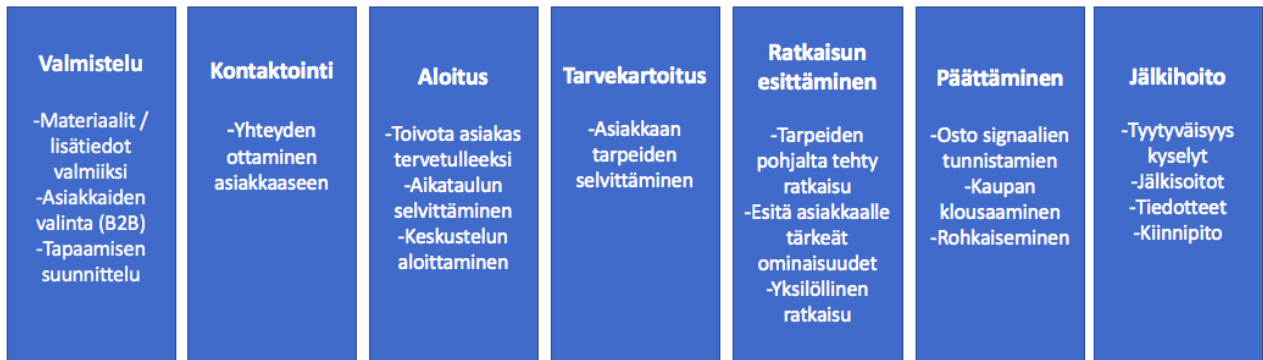 Valmistelu
-Materiaalit /
lisätiedot
valmiiksi
-Asiakkaiden
valinta (B2B)
-Tapaamisen
suunnittelu
Kontaktointi
-Yhteyden
ottaminen
asiakkaaseen
Aloitus
-Toivota asiakas
tervetulleeksi
-Aikataulun
selvittäminen
-Keskustelun
aloittaminen
Tarvekartoitus
-Asiakkaan
tarpeiden
selvittäminen
Ratkaisun
esittäminen
-Tarpeiden
pohjalta tehty
ratkaisu
-Esitä asiakkaalle
tärkeät
ominaisuudet
-Yksilöllinen
ratkaisu
Päättäminen
-Osto signaalien
tunnistamien
-Kaupan
klousaaminen
-Rohkaiseminen
Jälkihoito
-Tyytyväisyys
kyselyt
-Jälkisoitot
-Tiedotteet
-Kiinnipito